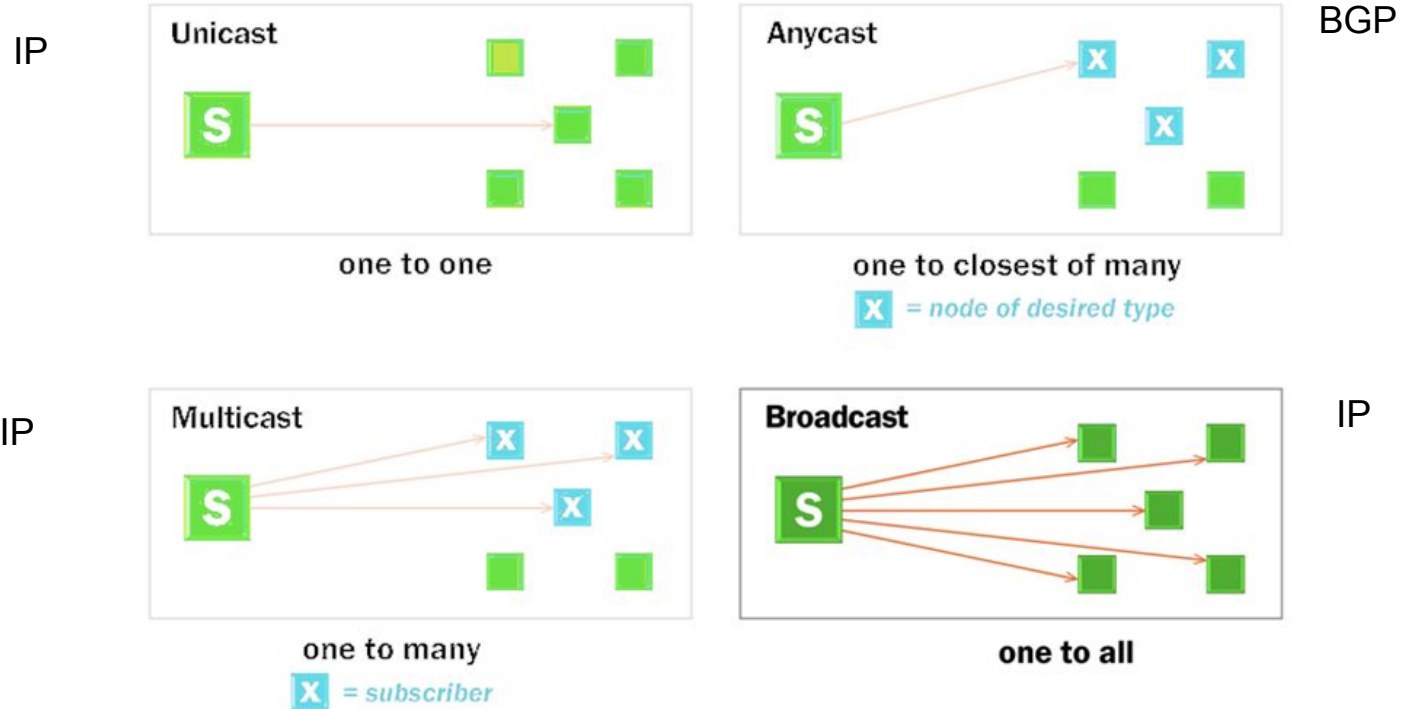 IP
Unicast
S
one to one
BGP
Anycast
S
X
X
X
one to closest of many
X = node of desired type
IP
Multicast
S
X
X
X
one to many
X = subscriber
IP
Broadcast
S
one to all